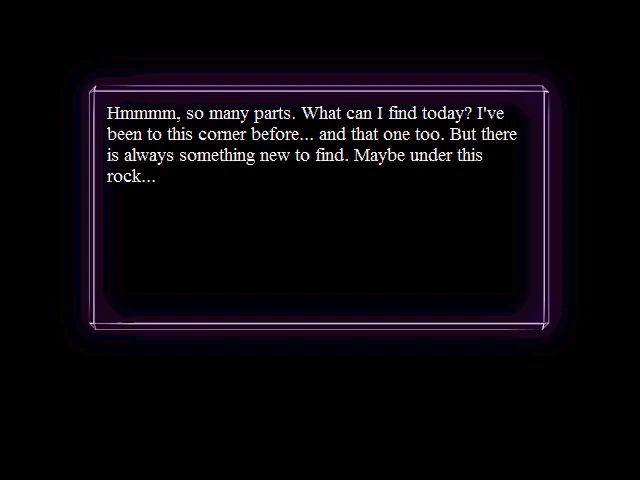 Hmmmm, so many parts. What can I find today? I've
been to this corner before... and that one too. But there
is always something new to find. Maybe under this
rock...